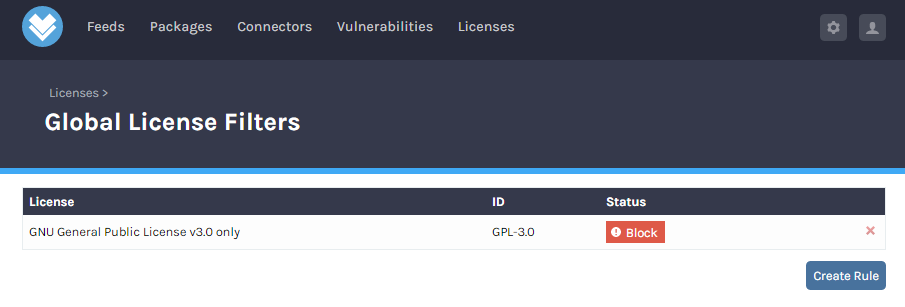 Feeds Packages Connectors Vulnerabilities Licenses
Licenses >
Global License Filters
License ID Status
GNU General Public License v3.0 only GPL-3.0 Block
Create Rule